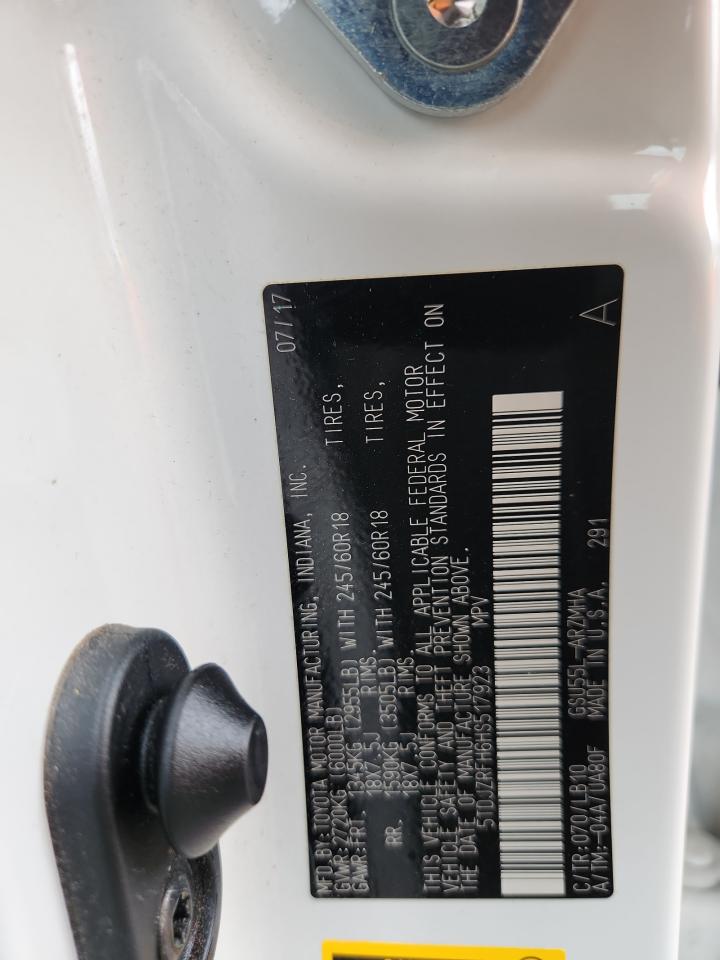 MFD.BY:TOYOTA MOTOR MANUFACTURING, INDIANA, INC. 07/17
GVWR:2720KG (6000LB)
GAWR:FRT 1345KG (2955LB) WITH 245/60R18 TIRES,
18X7.5J RIMS.
RR. 1590KG (3505LB) WITH 245/60R18 TIRES,
18X7.5J RIMS.
THIS VEHICLE CONFORMS TO ALL APPLICABLE FEDERAL MOTOR
VEHICLE SAFETY AND THEFT PREVENTION STANDARDS IN EFFECT ON
THE DATE OF MANUFACTURE SHOWN ABOVE.
5TDJZRFH6HS517923 MPV
C/TR:070/LB10 GSU55L-ARZMHA
A/TM:-04A/UA80F MADE IN U.S.A. 291 A